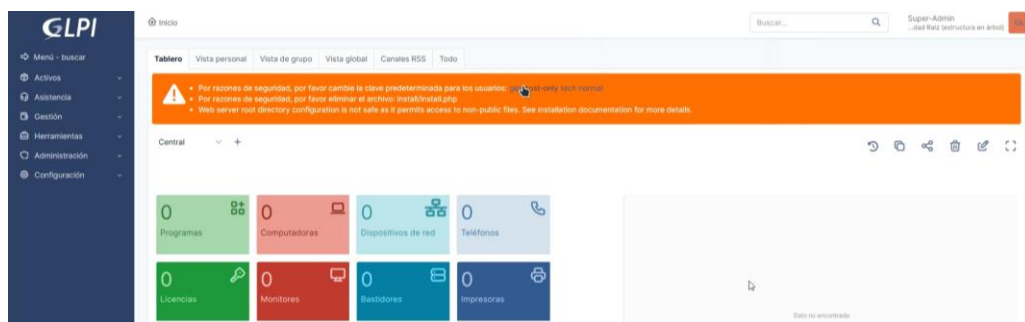 GLPI
Inicio
Buscar...
Super-Admin
...dad Raíz (estructura en árbol)
Menú - buscar
Activos
Asistencia
Gestión
Herramientas
Administración
Configuración
Tablero Vista personal Vista de grupo Vista global Canales RSS Todo
Por razones de seguridad, por favor cambie la clave predeterminada para los usuarios: post-only tech normal
Por razones de seguridad, por favor eliminar el archivo: install/install.php
Web server root directory configuration is not safe as it permits access to non-public files. See installation documentation for more details.
Central
0 0 0 0
Programas Computadoras Dispositivos de red Teléfonos
0 0 0 0
Licencias Monitores Bastidores Impresoras
Dato no encontrado